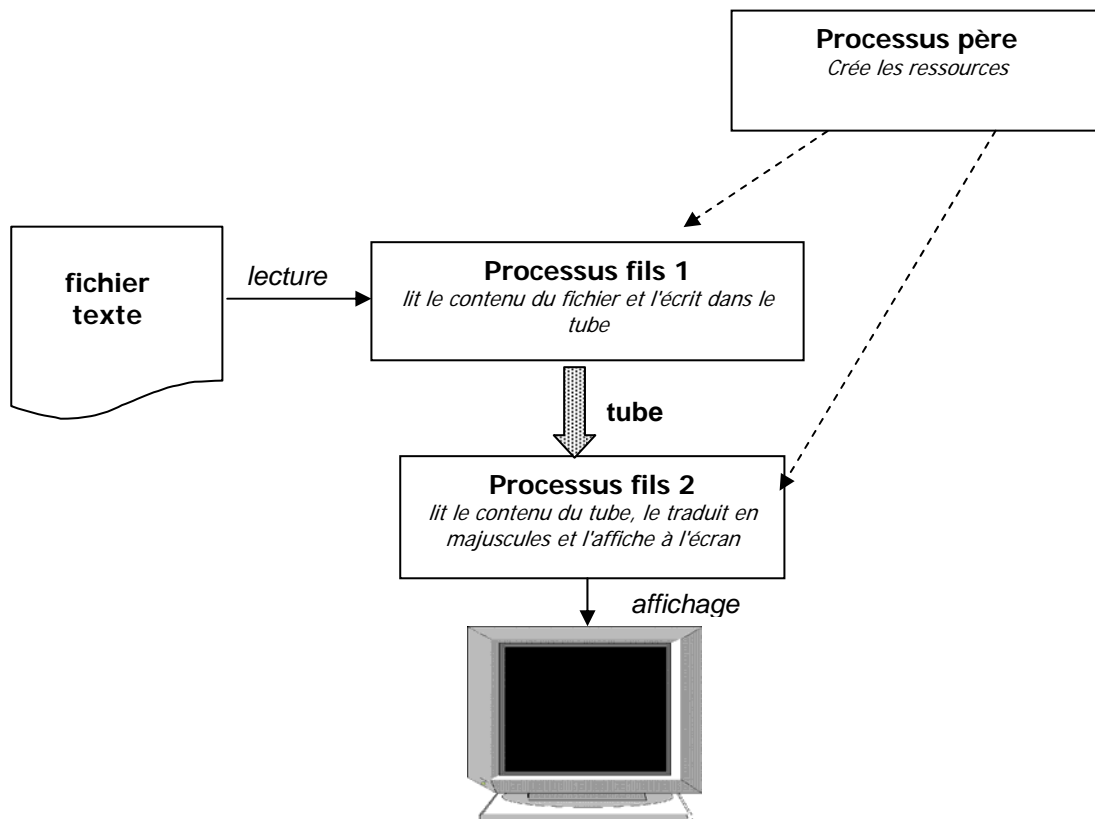 Processus père
Crée les ressources
fichier
texte
lecture
Processus fils 1
lit le contenu du fichier et l'écrit dans le
tube
tube
Processus fils 2
lit le contenu du tube, le traduit en
majuscules et l'affiche à l'écran
affichage